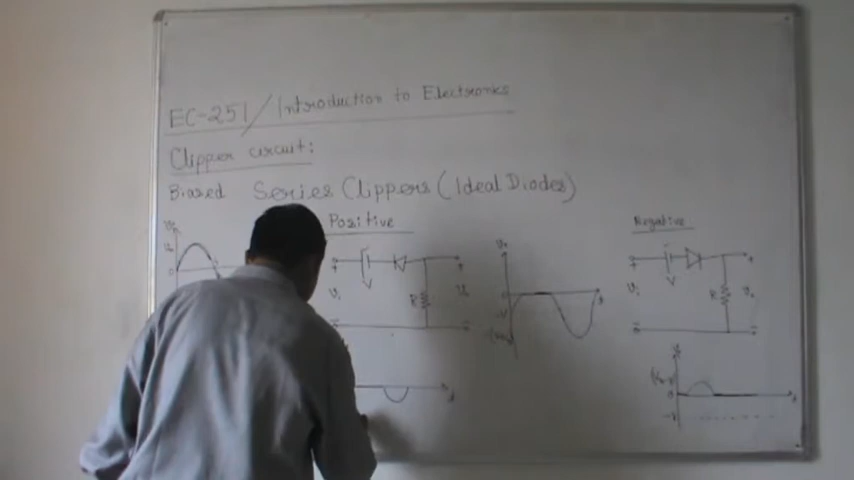 EC-251/Introduction to Electronics
Clipper circuit:
Biased Series Clippers (Ideal Diodes)
Positive
Negative
R
R